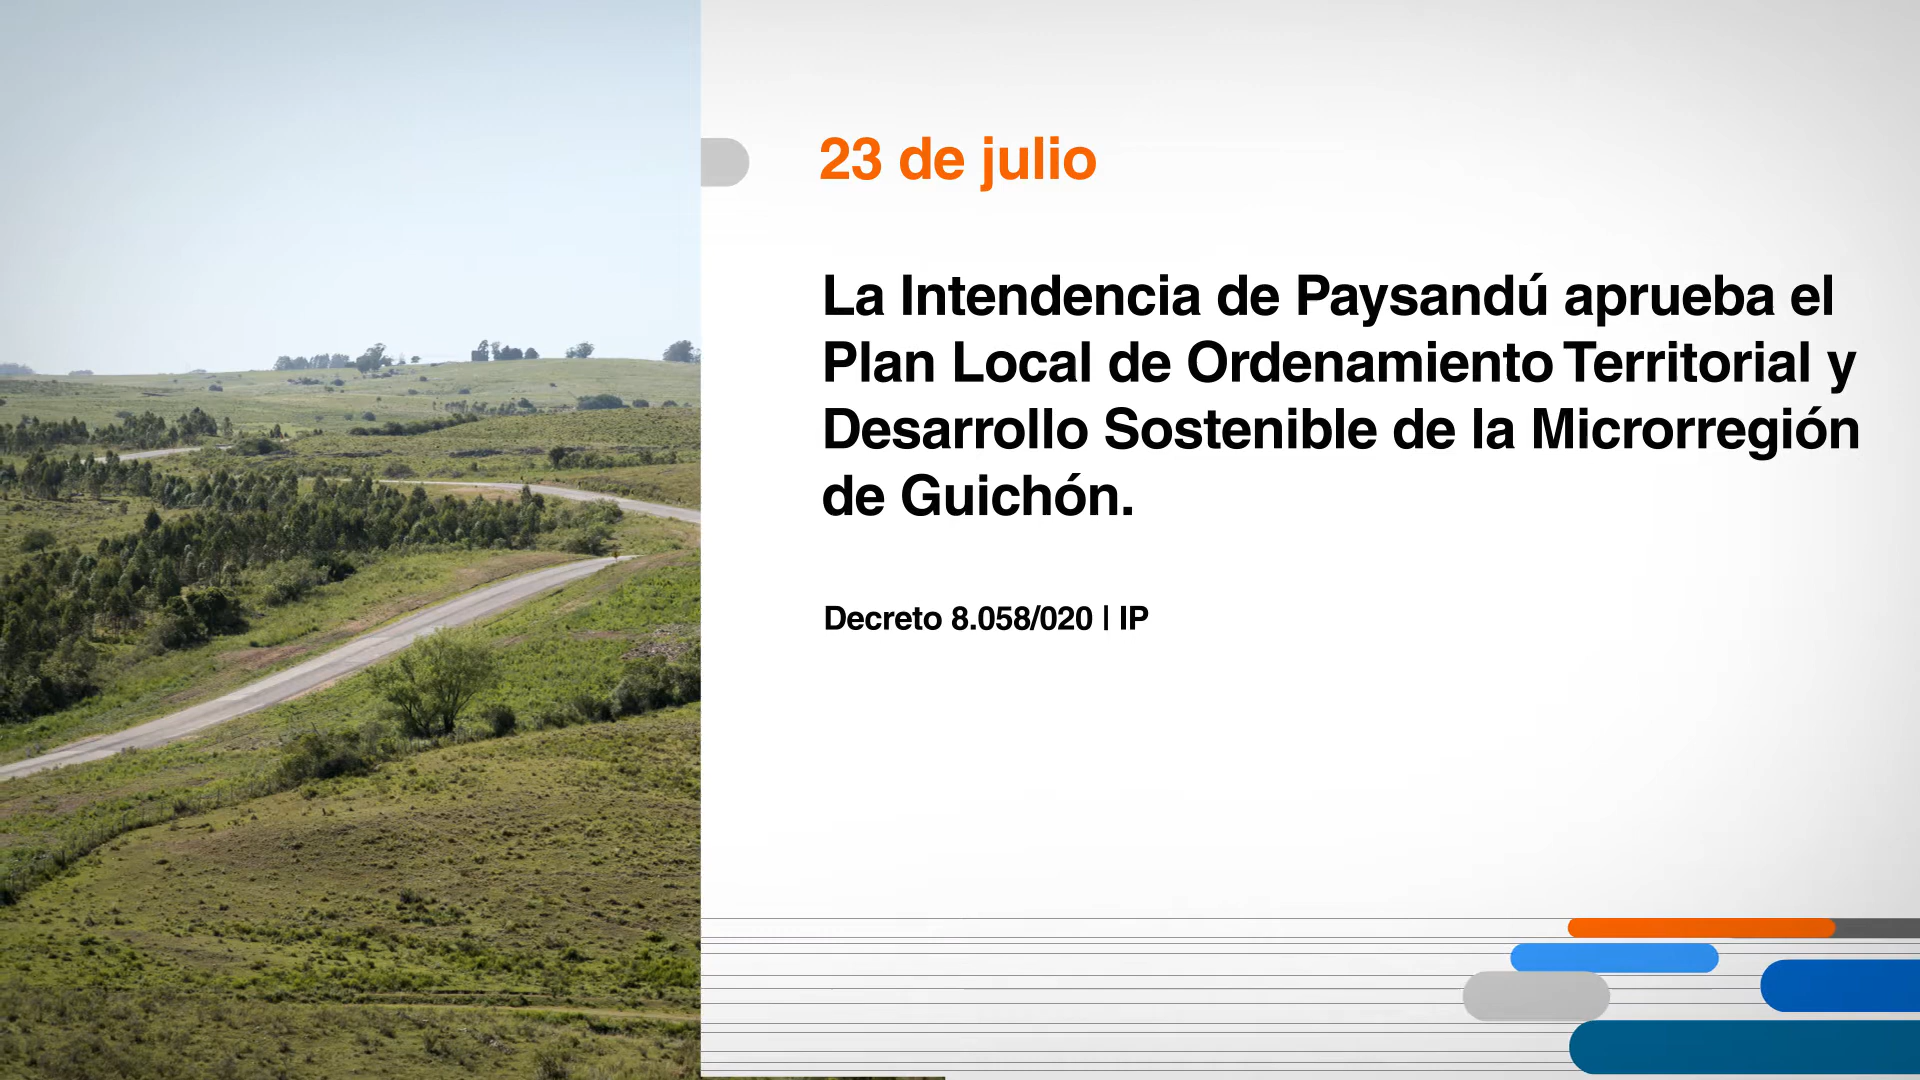 23 de julio
La Intendencia de Paysandú aprueba el
Plan Local de Ordenamiento Territorial y
Desarrollo Sostenible de la Microrregión
de Guichón.
Decreto 8.058/020 | IP